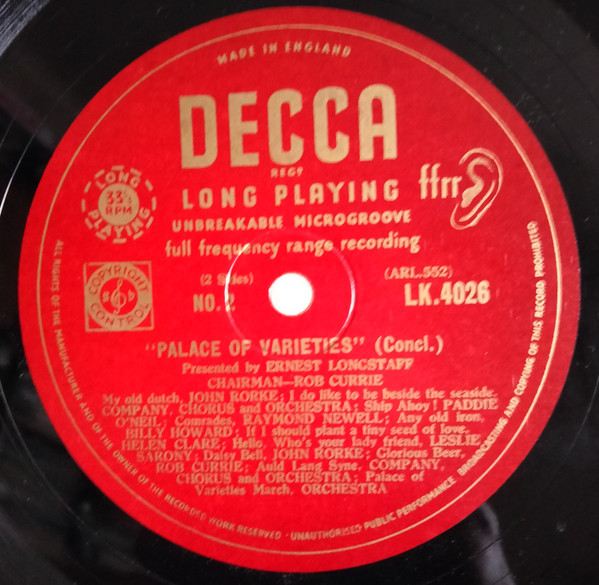 MADE IN ENGLAND
DECCA
REGD
LONG PLAYING
ffrr
UNBREAKABLE MICROGROOVE
full frequency range recording
LONG PLAYING
33⅓ RPM
COPYRIGHT
CONTROL
(2 Sides)
(ARL.552)
NO.2
LK.4026
"PALACE OF VARIETIES" (Concl.)
Presented by ERNEST LONGSTAFF
CHAIRMAN—ROB CURRIE
My old dutch, JOHN RORKE; I do like to be beside the seaside,
COMPANY, CHORUS and ORCHESTRA; Ship Ahoy! PADDIE
O'NEIL; Comrades, RAYMOND NEWELL; Any old iron,
BILLY HOWARD; If I should plant a tiny seed of love,
HELEN CLARE; Hello, Who's your lady friend, LESLIE
SARONY; Daisy Bell, JOHN RORKE; Glorious Beer,
ROB CURRIE; Auld Lang Syne, COMPANY,
CHORUS and ORCHESTRA; Palace of
Varieties March, ORCHESTRA
ALL RIGHTS OF THE MANUFACTURER AND OF THE OWNER OF THE RECORDED WORK RESERVED · UNAUTHORISED PUBLIC PERFORMANCE BROADCASTING AND COPYING OF THIS RECORD PROHIBITED